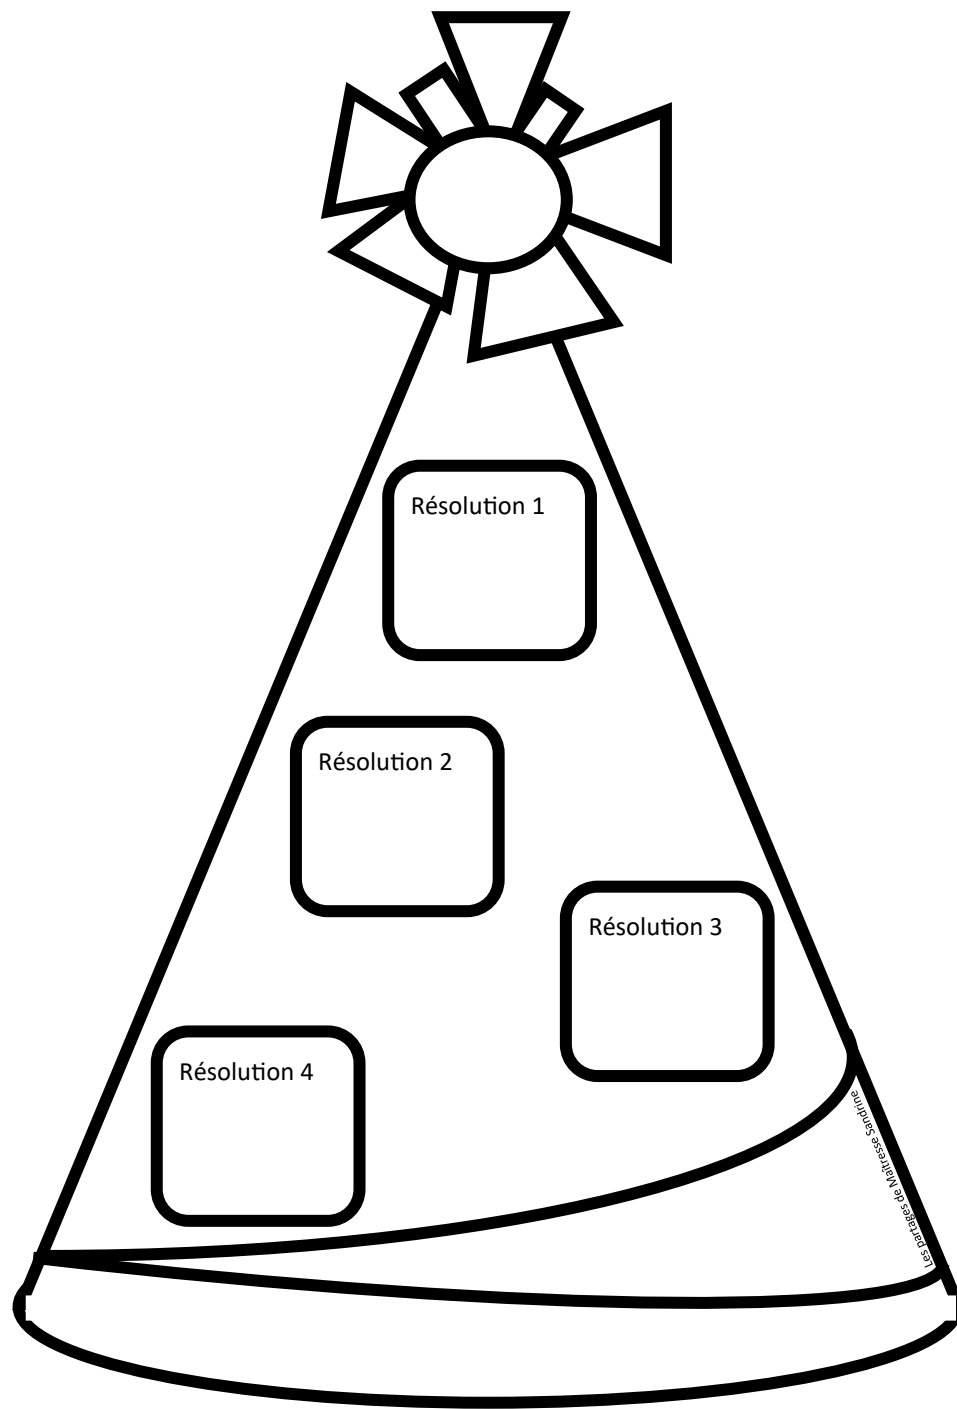 Résolution 1
Résolution 2
Résolution 3
Résolution 4
Les partages de Maîtresse Sandrine